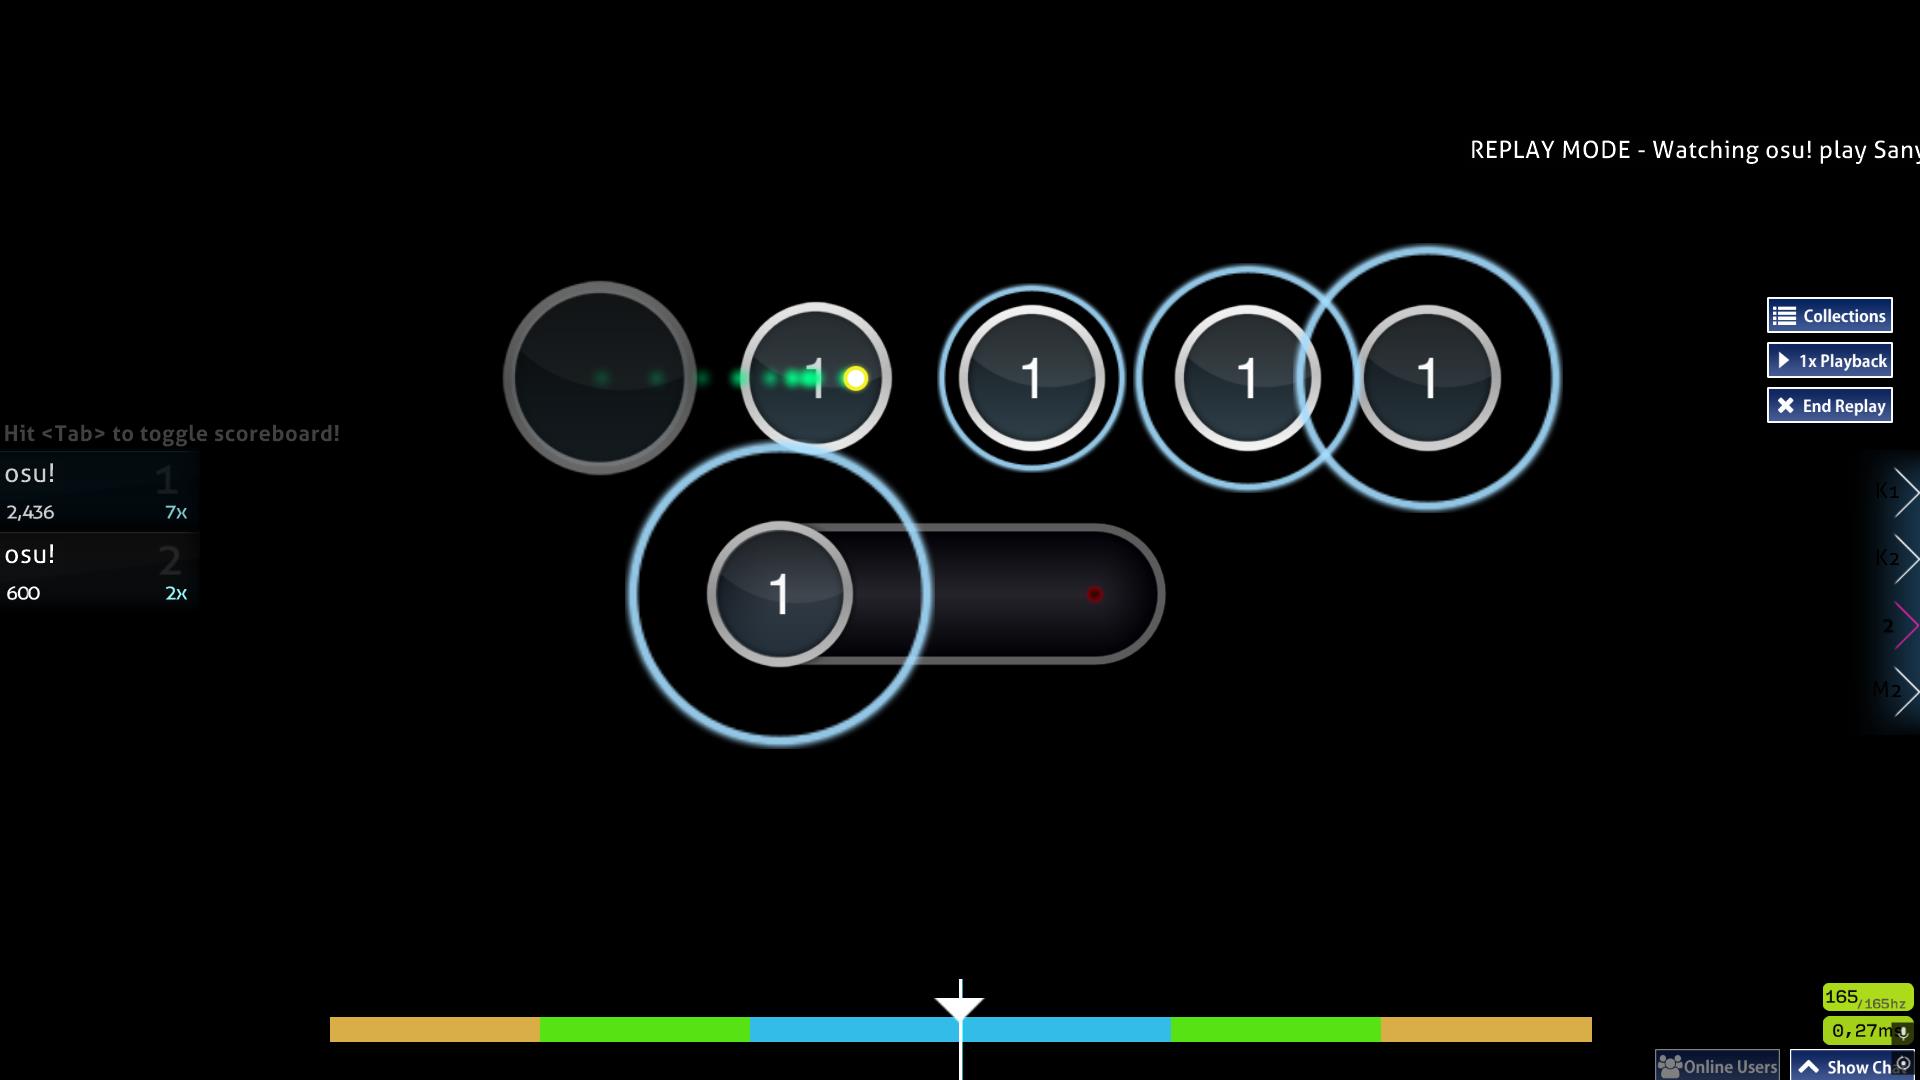 REPLAY MODE - Watching osu! play Sany
Collections
1x Playback
End Replay
1
1
1
1
Hit <Tab> to toggle scoreboard!
osu! 1
2,436 7x
osu! 2
600 2x
1
K1
K2
2
M2
165/165hz
0,27ms
Online Users
Show Cha